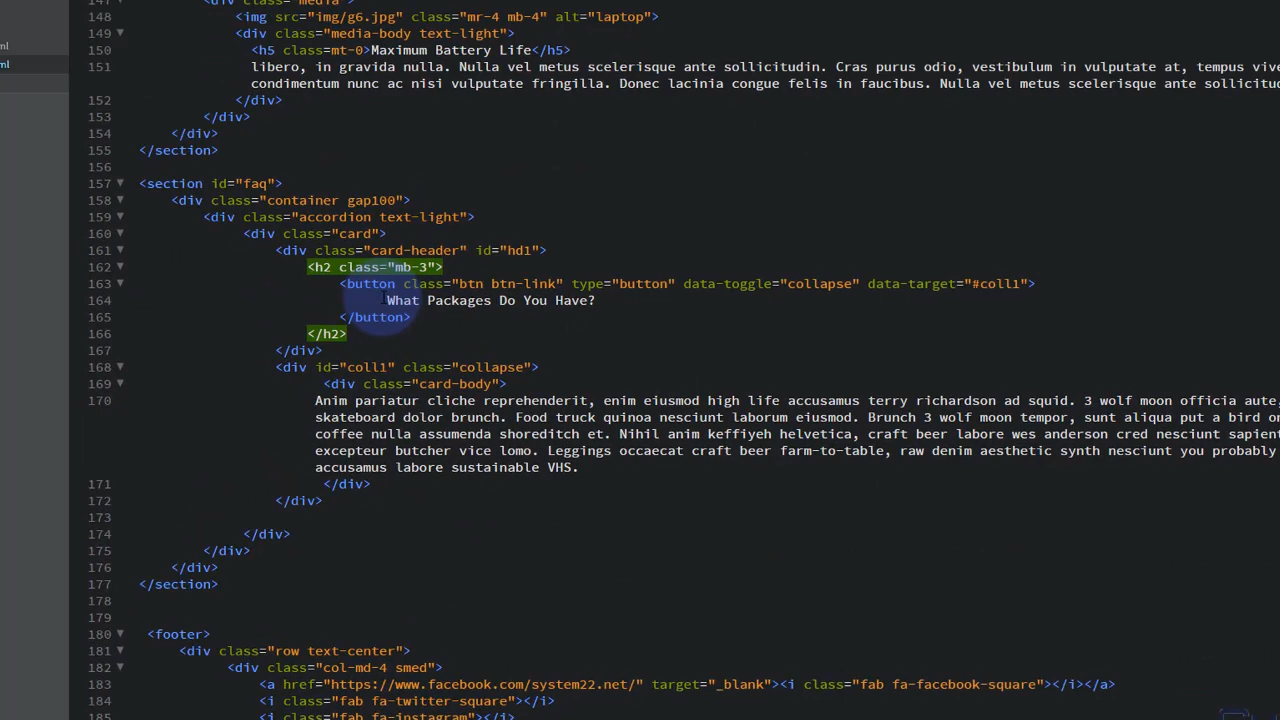 147 <div class="media">
148 <img src="img/g6.jpg" class="mr-4 mb-4" alt="laptop">
149 <div class="media-body text-light">
ml
150 <h5 class=mt-0>Maximum Battery Life</h5>
ml
151 libero, in gravida nulla. Nulla vel metus scelerisque ante sollicitudin. Cras purus odio, vestibulum in vulputate at, tempus vive
condimentum nunc ac nisi vulputate fringilla. Donec lacinia congue felis in faucibus. Nulla vel metus scelerisque ante sollicitud
152 </div>
153 </div>
154 </div>
155 </section>
156
157 <section id="faq">
158 <div class="container gap100">
159 <div class="accordion text-light">
160 <div class="card">
161 <div class="card-header" id="hd1">
162 <h2 class="mb-3">
163 <button class="btn btn-link" type="button" data-toggle="collapse" data-target="#coll1">
164 What Packages Do You Have?
165 </button>
166 </h2>
167 </div>
168 <div id="coll1" class="collapse">
169 <div class="card-body">
170 Anim pariatur cliche reprehenderit, enim eiusmod high life accusamus terry richardson ad squid. 3 wolf moon officia aute,
skateboard dolor brunch. Food truck quinoa nesciunt laborum eiusmod. Brunch 3 wolf moon tempor, sunt aliqua put a bird on
coffee nulla assumenda shoreditch et. Nihil anim keffiyeh helvetica, craft beer labore wes anderson cred nesciunt sapient
excepteur butcher vice lomo. Leggings occaecat craft beer farm-to-table, raw denim aesthetic synth nesciunt you probably
accusamus labore sustainable VHS.
171 </div>
172 </div>
173
174 </div>
175 </div>
176 </div>
177 </section>
178
179
180 <footer>
181 <div class="row text-center">
182 <div class="col-md-4 smed">
183 <a href="https://www.facebook.com/system22.net/" target="_blank"><i class="fab fa-facebook-square"></i></a>
184 <i class="fab fa-twitter-square"></i>
185 <i class="fab fa-instagram"></i>